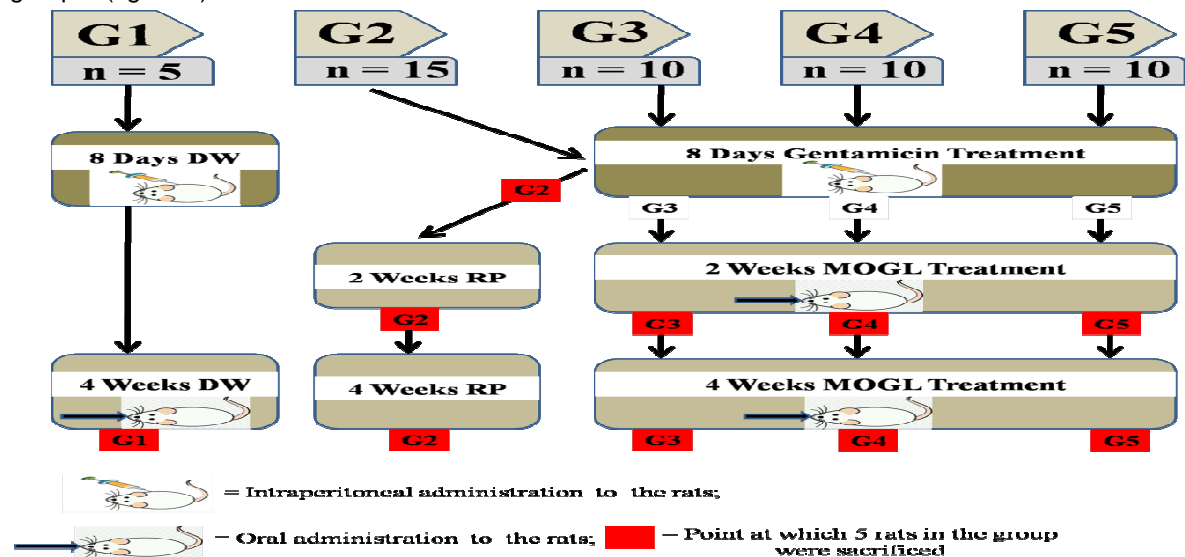 G1 G2 G3 G4 G5
n = 5 n = 15 n = 10 n = 10 n = 10
8 Days DW
8 Days Gentamicin Treatment
G2
G3 G4 G5
2 Weeks RP
2 Weeks MOGL Treatment
G2
G3 G4 G5
4 Weeks DW
4 Weeks RP
4 Weeks MOGL Treatment
G1 G2 G3 G4 G5
= Intraperitoneal administration to the rats;
= Oral administration to the rats; = Point at which 5 rats in the group
were sacrificed